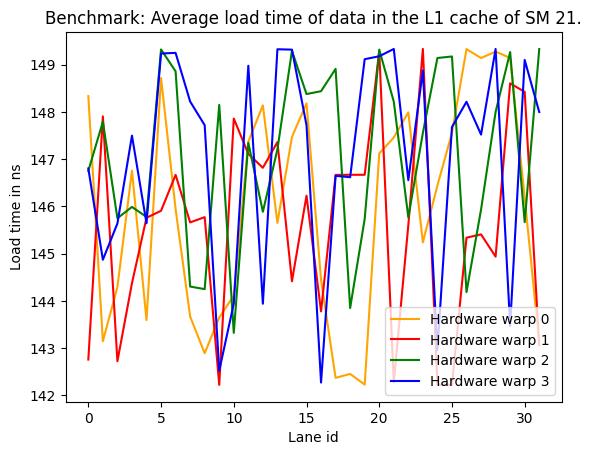 Benchmark: Average load time of data in the L1 cache of SM 21.
Load time in ns
149
148
147
146
145
144
143
142
Hardware warp 0
Hardware warp 1
Hardware warp 2
Hardware warp 3
0 5 10 15 20 25 30
Lane id